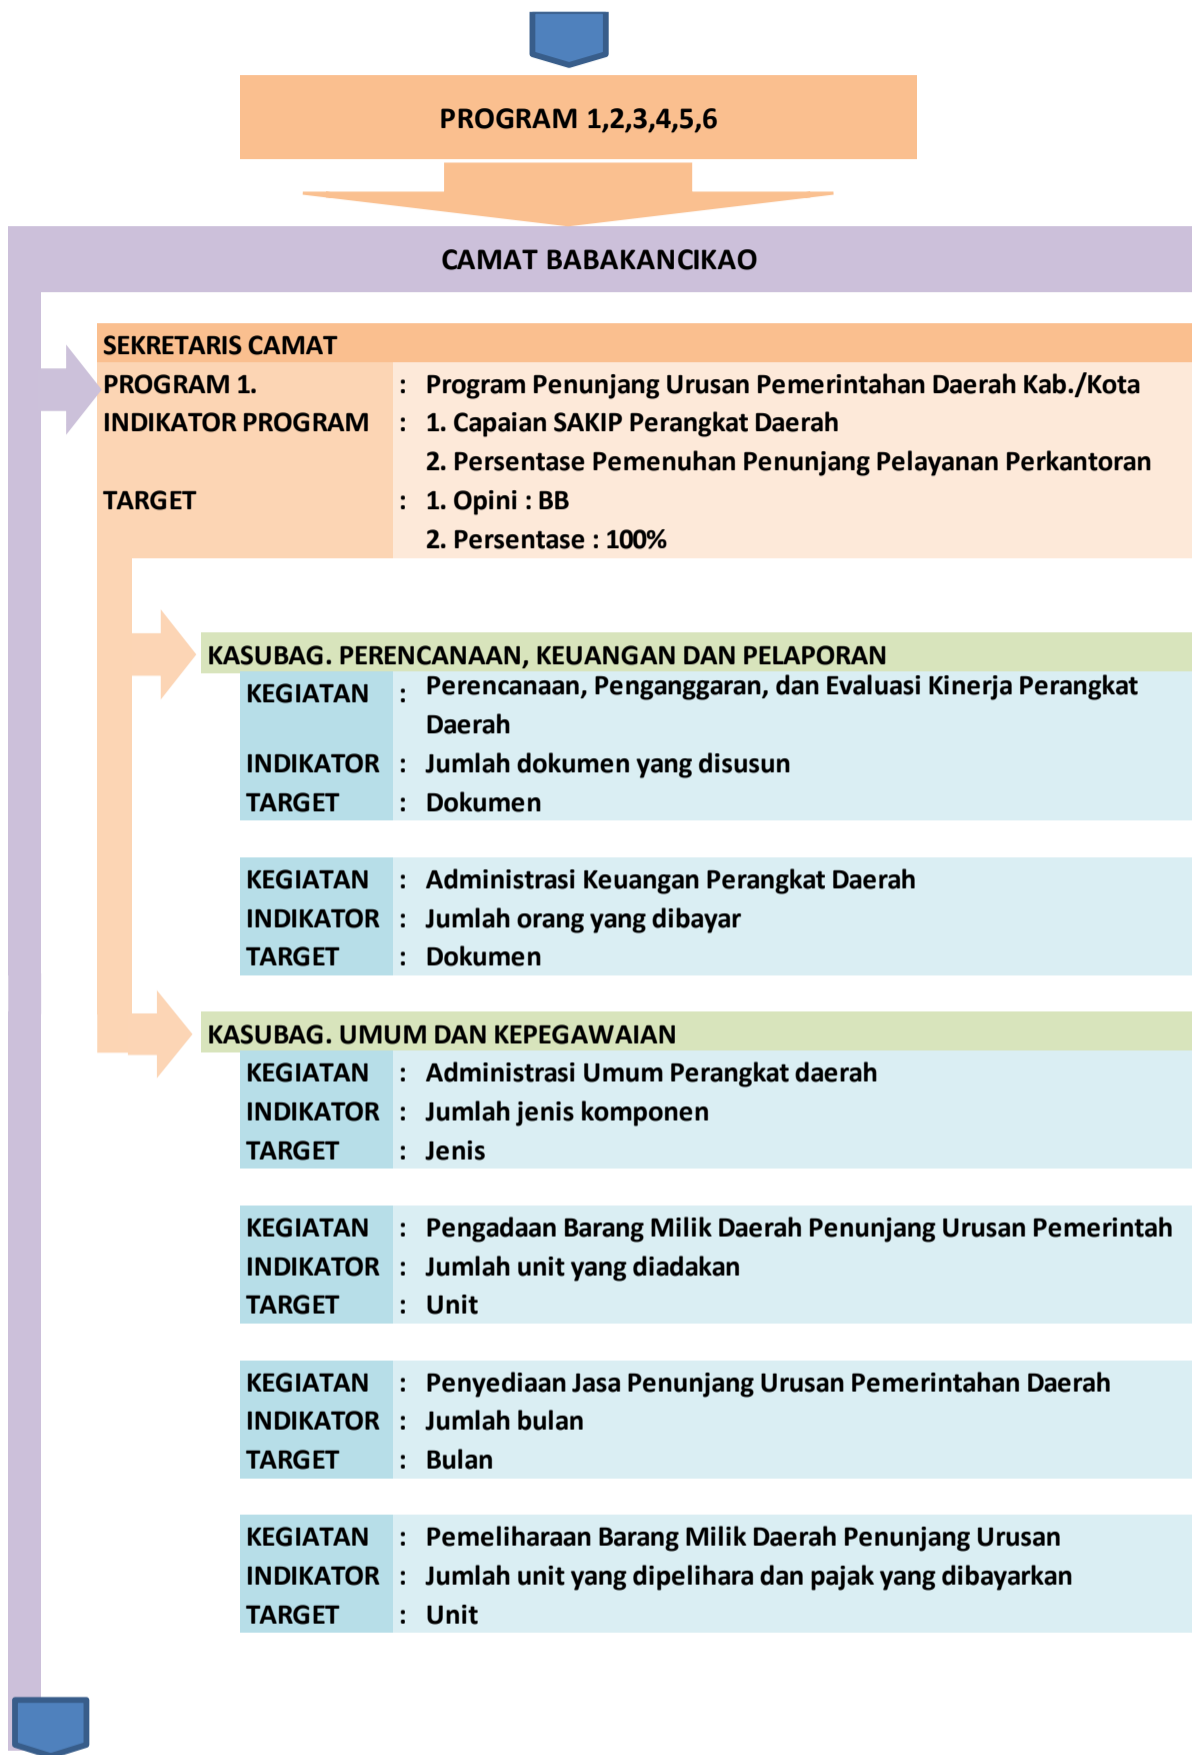 PROGRAM 1,2,3,4,5,6
CAMAT BABAKANCIKAO
SEKRETARIS CAMAT
PROGRAM 1. : Program Penunjang Urusan Pemerintahan Daerah Kab./Kota
INDIKATOR PROGRAM : 1. Capaian SAKIP Perangkat Daerah
2. Persentase Pemenuhan Penunjang Pelayanan Perkantoran
TARGET : 1. Opini : BB
2. Persentase : 100%
KASUBAG. PERENCANAAN, KEUANGAN DAN PELAPORAN
KEGIATAN : Perencanaan, Penganggaran, dan Evaluasi Kinerja Perangkat
Daerah
INDIKATOR : Jumlah dokumen yang disusun
TARGET : Dokumen
KEGIATAN : Administrasi Keuangan Perangkat Daerah
INDIKATOR : Jumlah orang yang dibayar
TARGET : Dokumen
KASUBAG. UMUM DAN KEPEGAWAIAN
KEGIATAN : Administrasi Umum Perangkat daerah
INDIKATOR : Jumlah jenis komponen
TARGET : Jenis
KEGIATAN : Pengadaan Barang Milik Daerah Penunjang Urusan Pemerintah
INDIKATOR : Jumlah unit yang diadakan
TARGET : Unit
KEGIATAN : Penyediaan Jasa Penunjang Urusan Pemerintahan Daerah
INDIKATOR : Jumlah bulan
TARGET : Bulan
KEGIATAN : Pemeliharaan Barang Milik Daerah Penunjang Urusan
INDIKATOR : Jumlah unit yang dipelihara dan pajak yang dibayarkan
TARGET : Unit